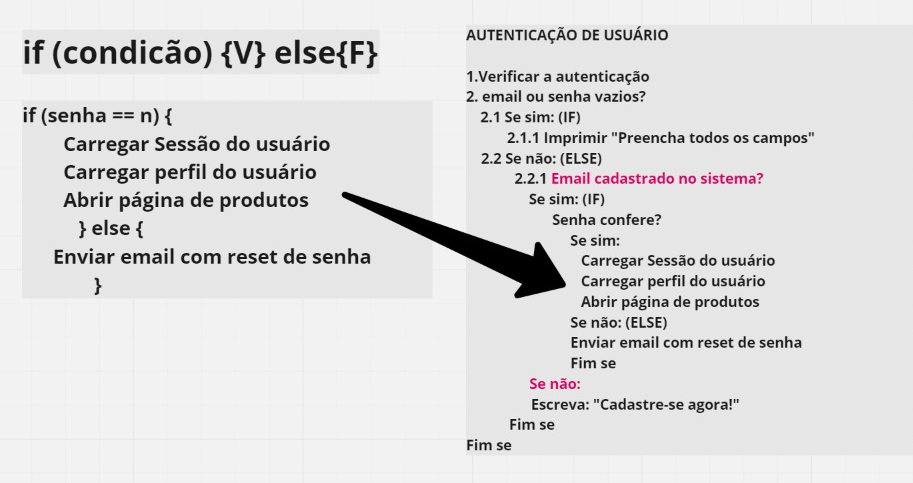 if (condicão) {V} else{F}
if (senha == n) {
Carregar Sessão do usuário
Carregar perfil do usuário
Abrir página de produtos
} else {
Enviar email com reset de senha
}
AUTENTICAÇÃO DE USUÁRIO
1.Verificar a autenticação
2. email ou senha vazios?
2.1 Se sim: (IF)
2.1.1 Imprimir "Preencha todos os campos"
2.2 Se não: (ELSE)
2.2.1 Email cadastrado no sistema?
Se sim: (IF)
Senha confere?
Se sim:
Carregar Sessão do usuário
Carregar perfil do usuário
Abrir página de produtos
Se não: (ELSE)
Enviar email com reset de senha
Fim se
Se não:
Escreva: "Cadastre-se agora!"
Fim se
Fim se